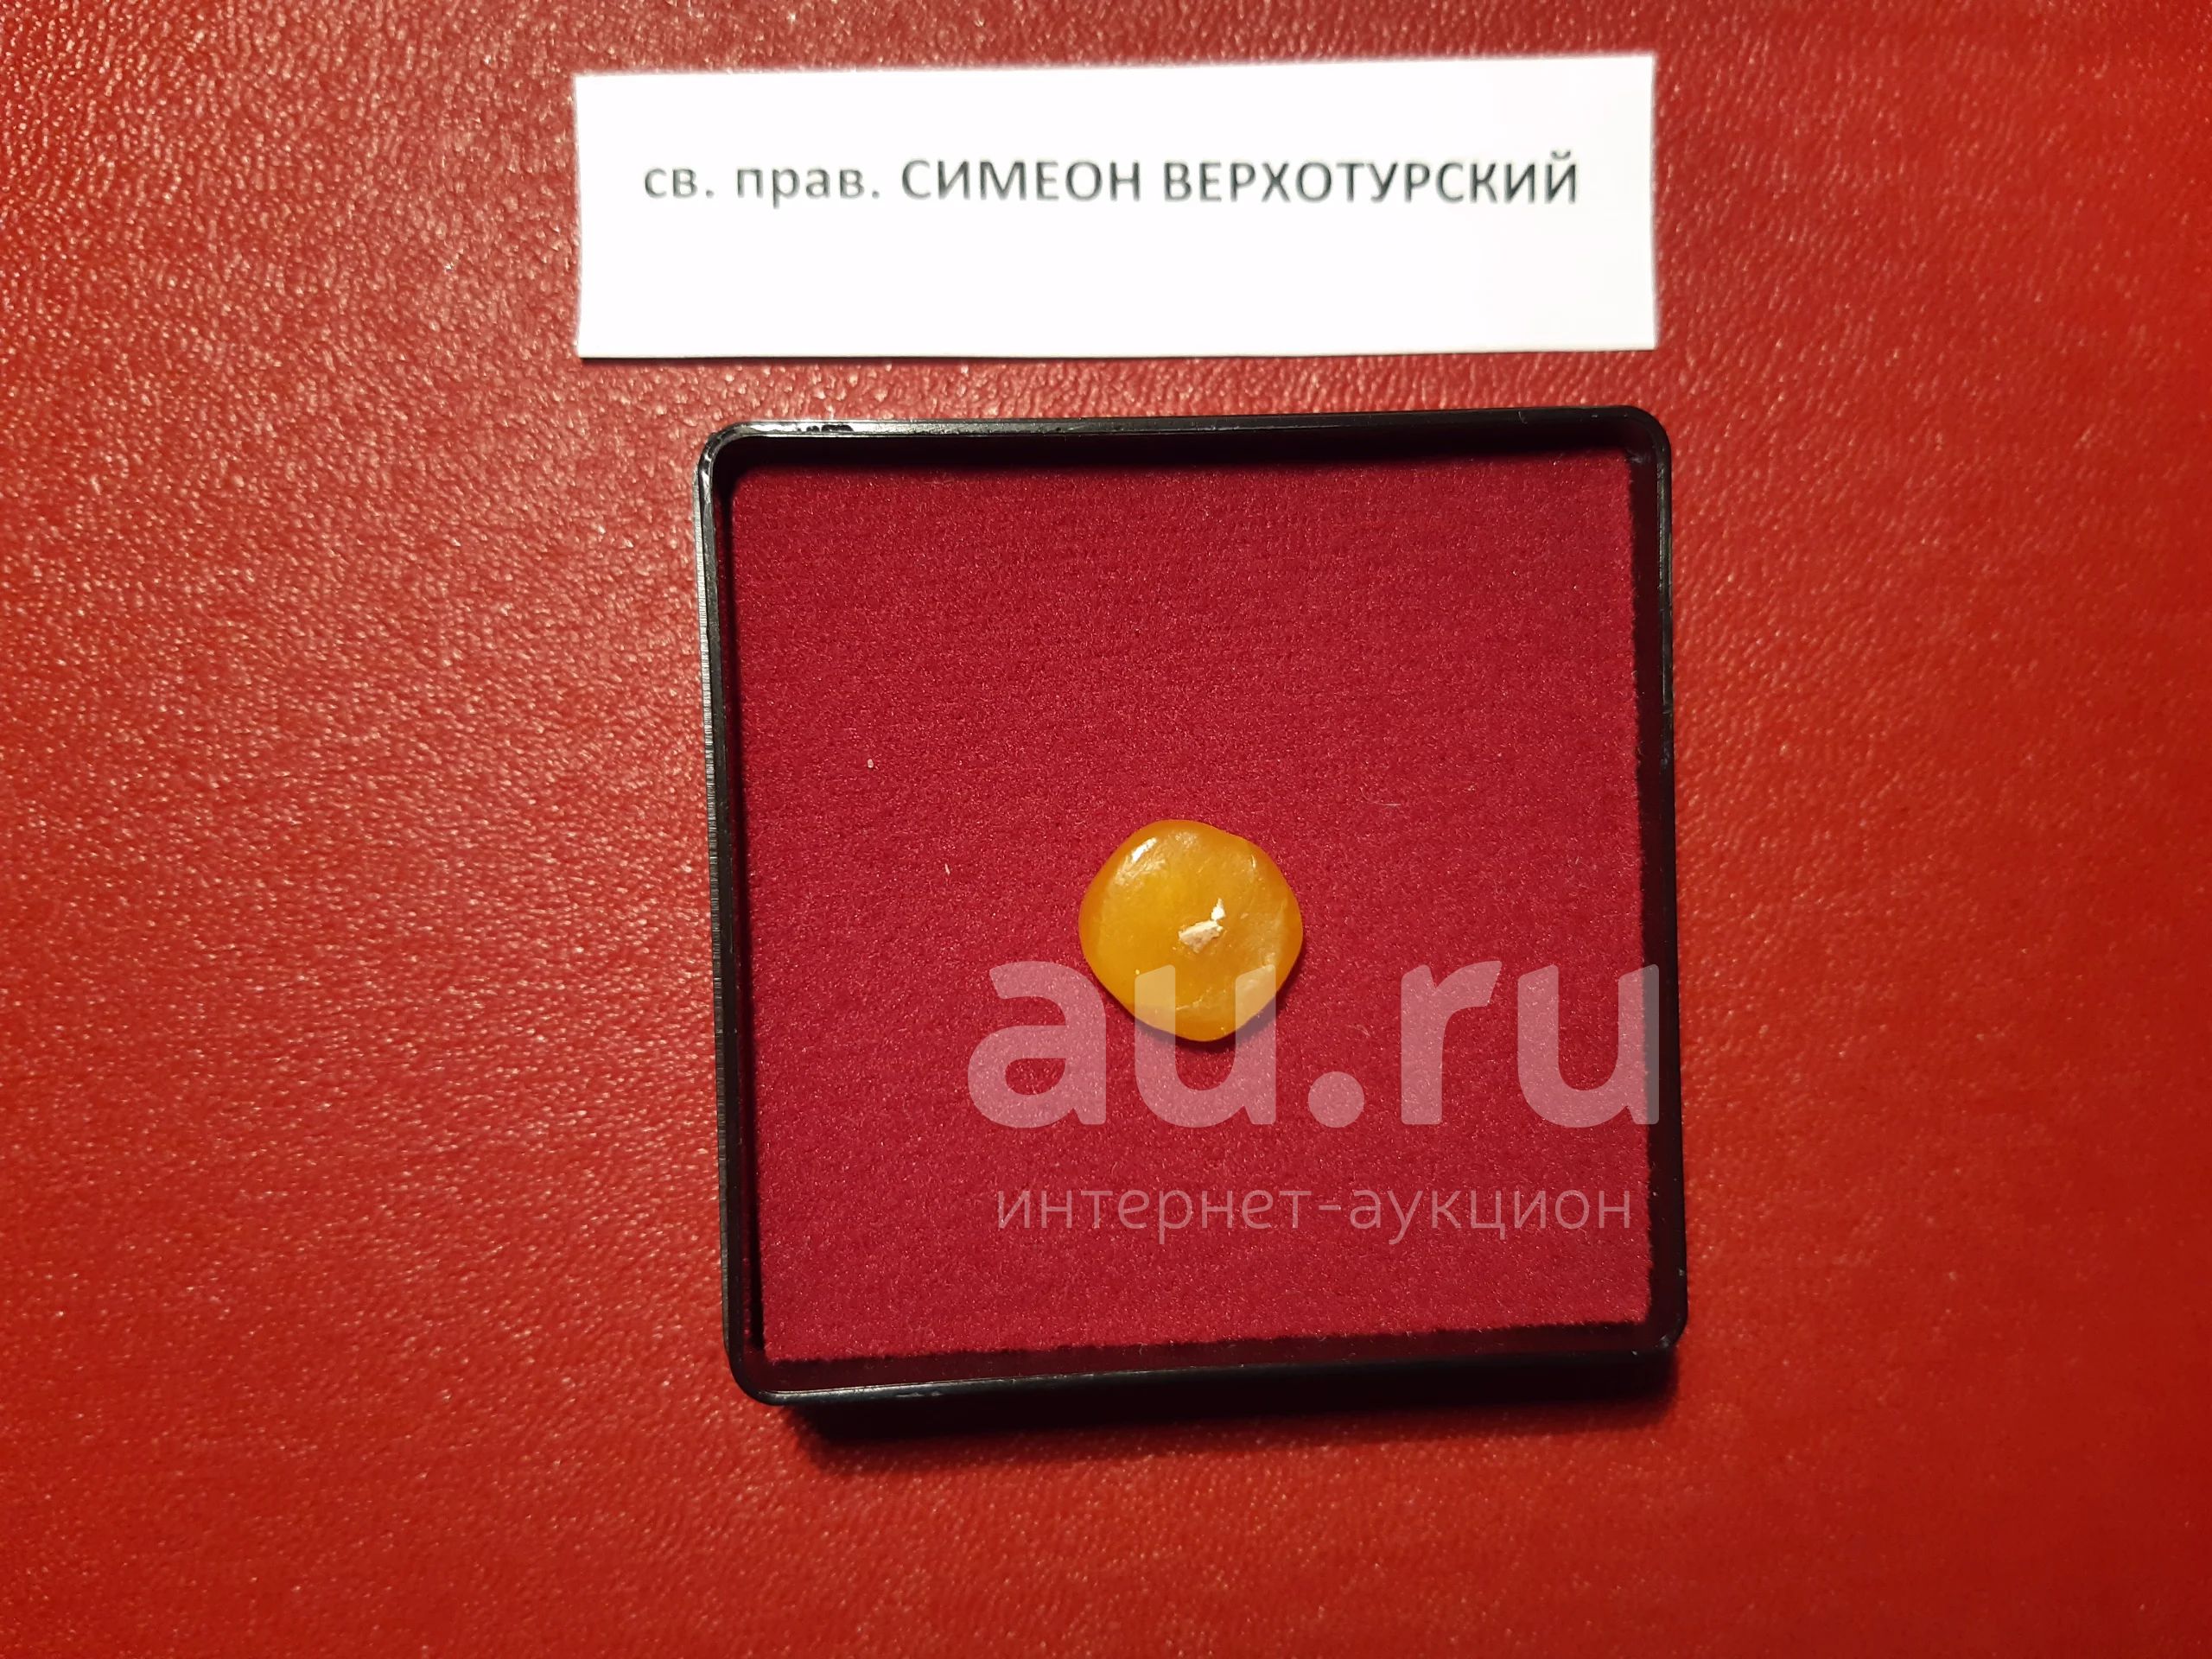 св. прав. СИМЕОН ВЕРХОТУРСКИЙ
au.ru
интернет-аукцион